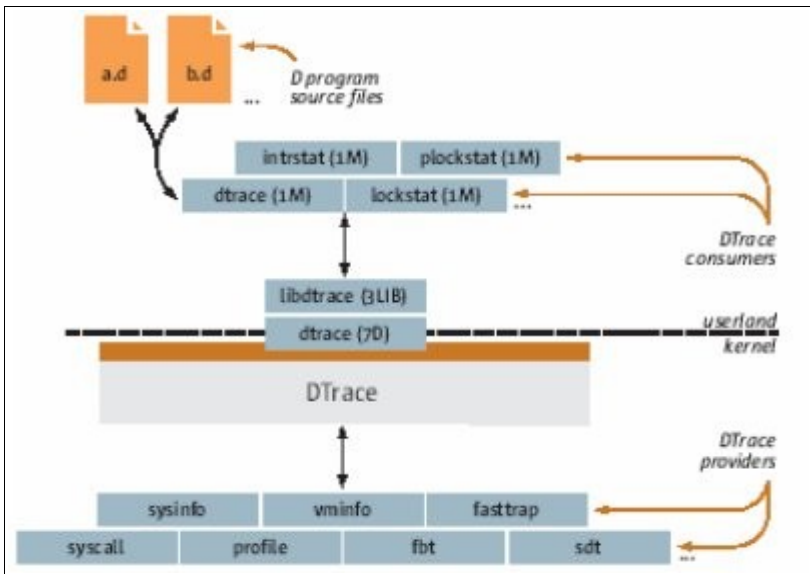 a.d b.d
...
D program
source files
intrstat (1M) plockstat (1M)
dtrace (1M) lockstat (1M) ...
DTrace
consumers
libdtrace (3LIB)
userland
dtrace (7D)
kernel
DTrace
DTrace
providers
sysinfo vminfo fasttrap
syscall profile fbt sdt ...